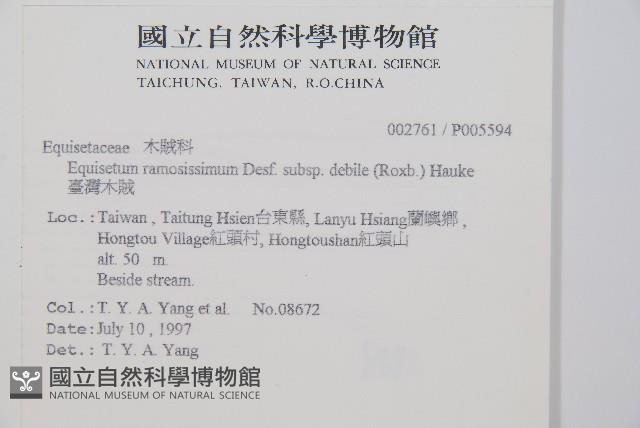 國立自然科學博物館
NATIONAL MUSEUM OF NATURAL SCIENCE
TAICHUNG, TAIWAN, R.O.CHINA
002761 / P005594
Equisetaceae 木賊科
Equisetum ramosissimum Desf. subsp. debile (Roxb.) Hauke
臺灣木賊
Loc.:Taiwan , Taitung Hsien台東縣, Lanyu Hsiang蘭嶼鄉 ,
Hongtou Village紅頭村, Hongtoushan紅頭山
alt. 50 m.
Beside stream.
Col.:T. Y. A. Yang et al. No.08672
Date:July 10 , 1997
Det.: T. Y. A. Yang
國立自然科學博物館
NATIONAL MUSEUM OF NATURAL SCIENCE